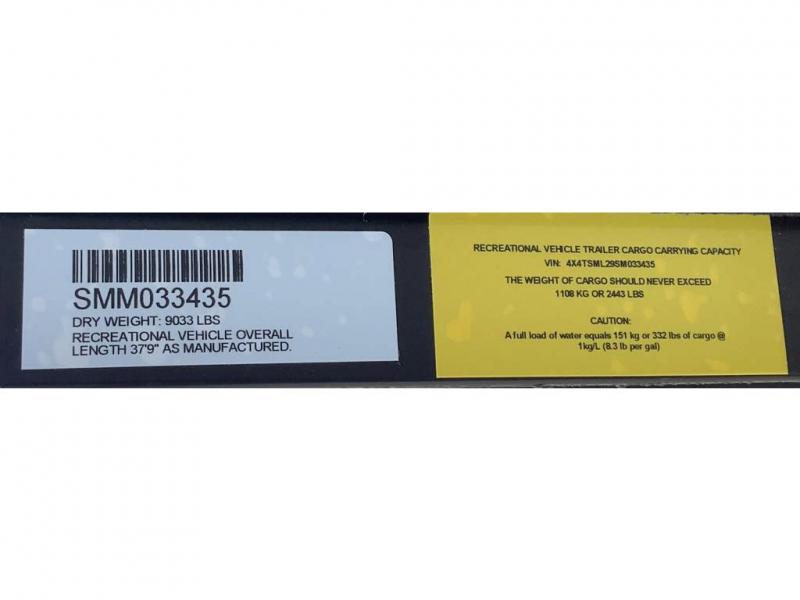 SMM033435
DRY WEIGHT: 9033 LBS
RECREATIONAL VEHICLE OVERALL
LENGTH 37'9" AS MANUFACTURED.
RECREATIONAL VEHICLE TRAILER CARGO CARRYING CAPACITY
VIN: 4X4TSML29SM033435
THE WEIGHT OF CARGO SHOULD NEVER EXCEED
1108 KG OR 2443 LBS
CAUTION:
A full load of water equals 151 kg or 332 lbs of cargo @
1kg/L (8.3 lb per gal)